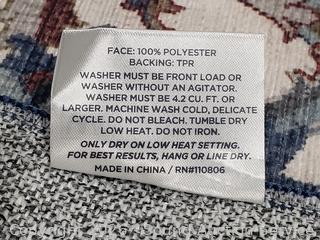 FACE: 100% POLYESTER
BACKING: TPR
WASHER MUST BE FRONT LOAD OR
WASHER WITHOUT AN AGITATOR.
WASHER MUST BE 4.2 CU. FT. OR
LARGER. MACHINE WASH COLD, DELICATE
CYCLE. DO NOT BLEACH. TUMBLE DRY
LOW HEAT. DO NOT IRON.
ONLY DRY ON LOW HEAT SETTING.
FOR BEST RESULTS, HANG OR LINE DRY.
MADE IN CHINA / RN#110806